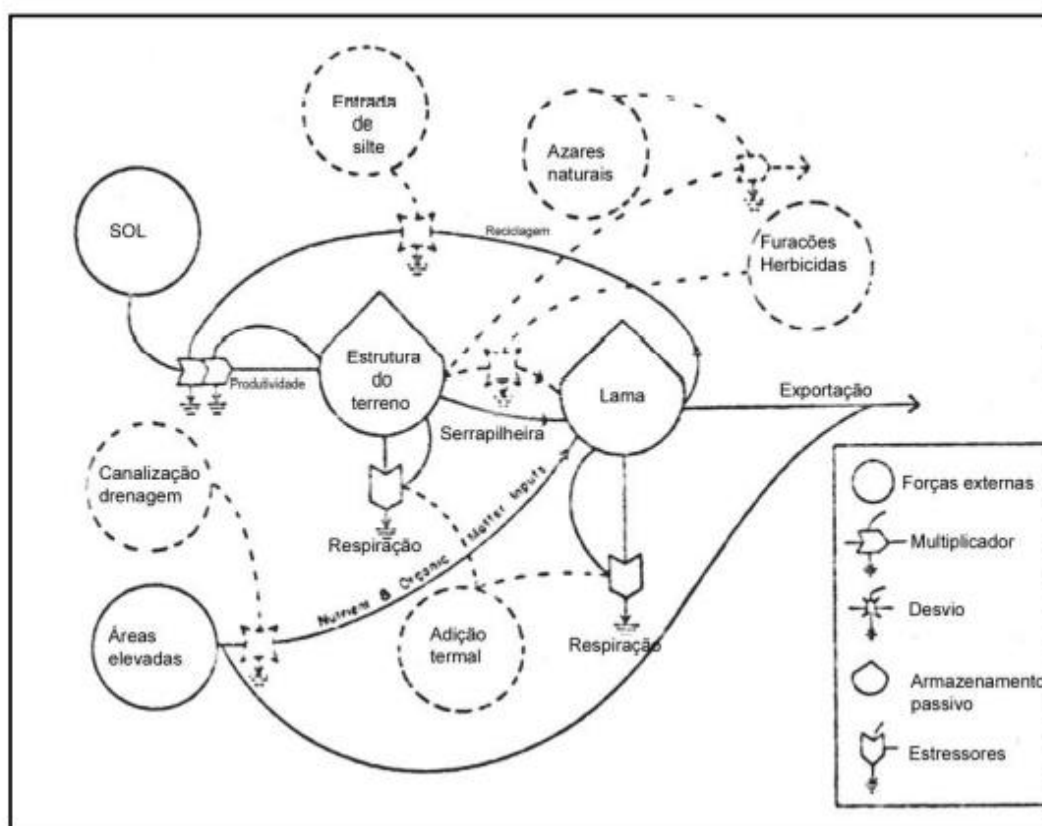 Entrada
de
silte
Azares
naturais
SOL
Reciclagem
Furacões
Herbicidas
Estrutura
do
terreno
Lama
Produtividade
Exportação
Serrapilheira
Canalização
drenagem
Respiração
Nutrient & Organic Matter Inputs
Áreas
elevadas
Adição
termal
Respiração
Forças externas
Multiplicador
Desvio
Armazenamento
passivo
Estressores